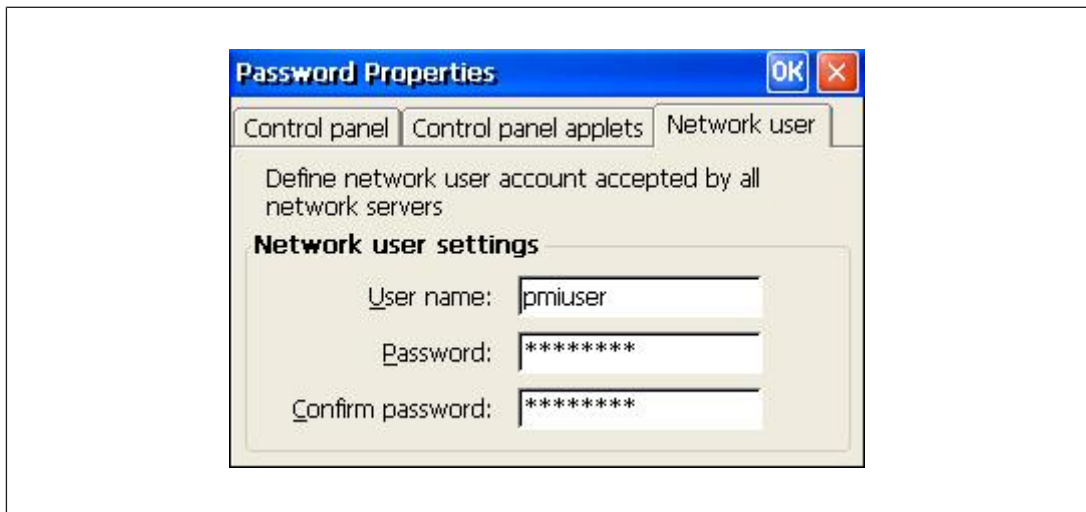 Password Properties OK
Control panel Control panel applets Network user
Define network user account accepted by all
network servers
Network user settings
User name: pmiuser
Password: ********
Confirm password: ********